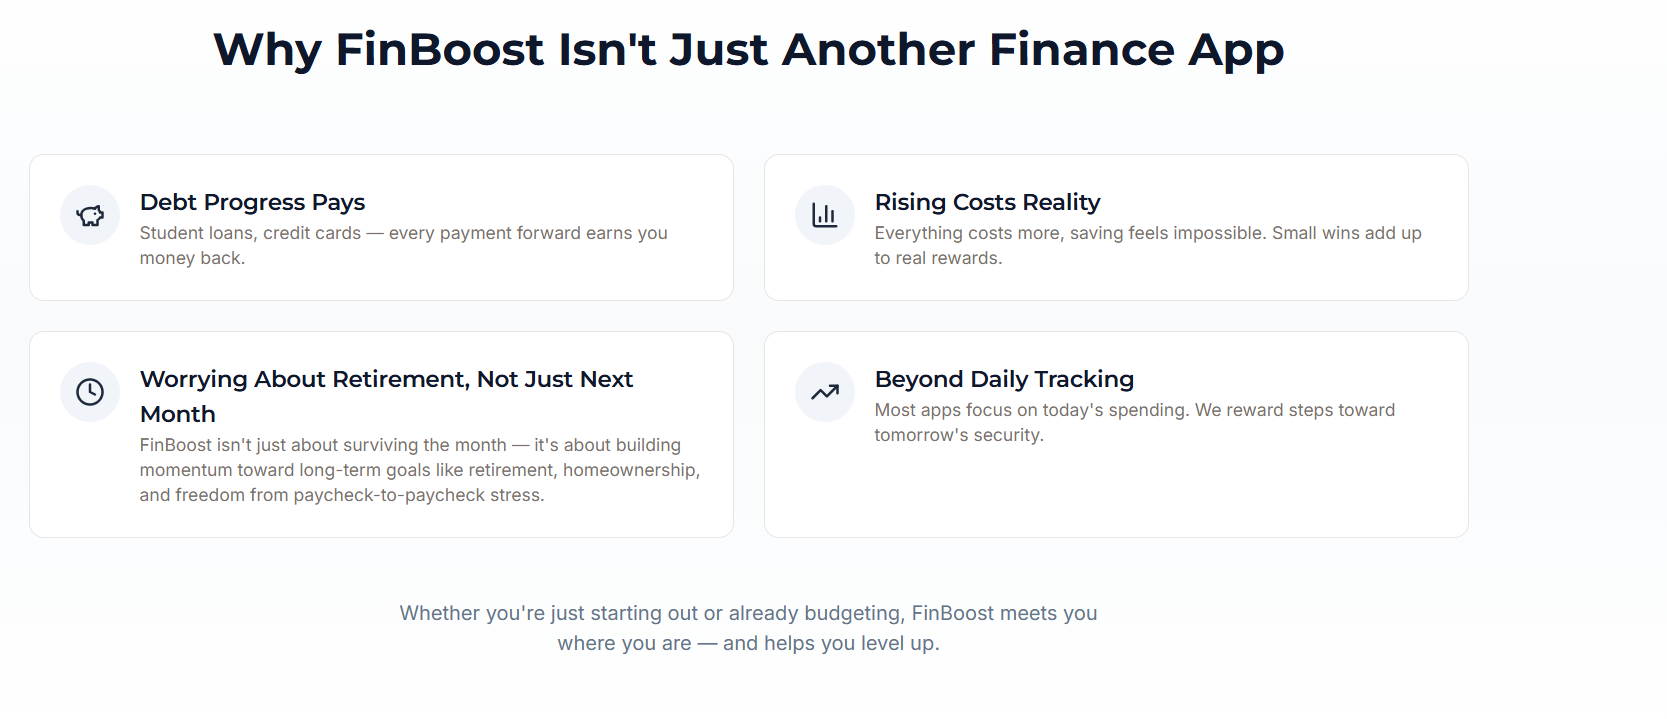 Why FinBoost Isn't Just Another Finance App
Debt Progress Pays
Student loans, credit cards — every payment forward earns you
money back.
Rising Costs Reality
Everything costs more, saving feels impossible. Small wins add up
to real rewards.
Worrying About Retirement, Not Just Next
Month
FinBoost isn't just about surviving the month — it's about building
momentum toward long-term goals like retirement, homeownership,
and freedom from paycheck-to-paycheck stress.
Beyond Daily Tracking
Most apps focus on today's spending. We reward steps toward
tomorrow's security.
Whether you're just starting out or already budgeting, FinBoost meets you
where you are — and helps you level up.